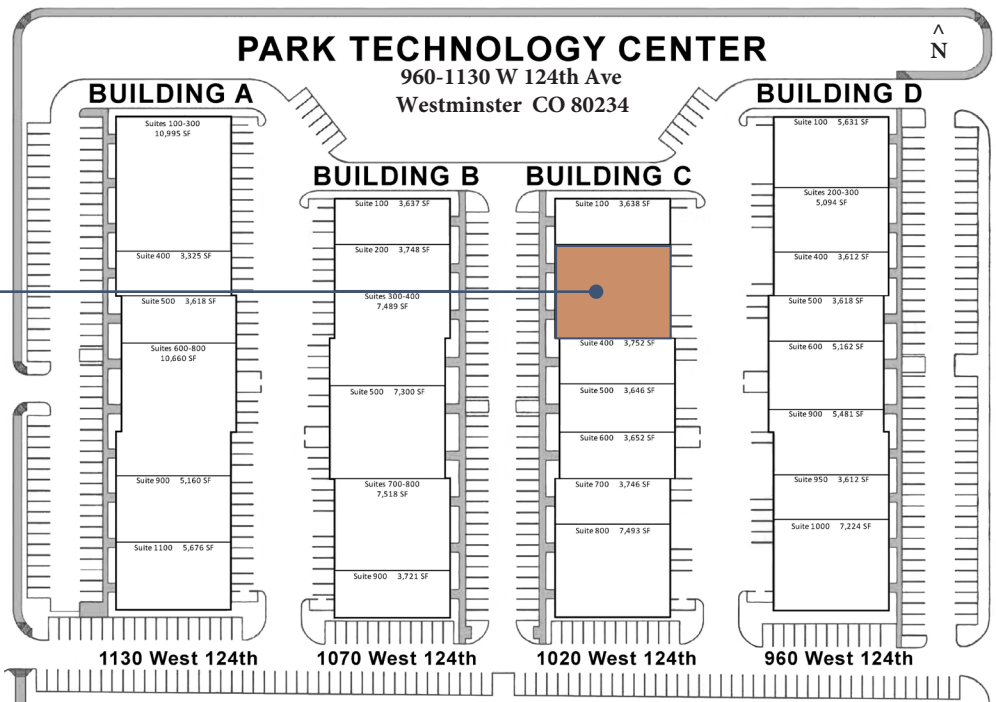 PARK TECHNOLOGY CENTER
960-1130 W 124th Ave
Westminster CO 80234
^
N
BUILDING A
Suites 100-300
10,995 SF
Suite 400 3,325 SF
Suite 500 3,618 SF
Suites 600-800
10,660 SF
Suite 900 5,160 SF
Suite 1100 5,676 SF
1130 West 124th
BUILDING B
Suite 100 3,637 SF
Suite 200 3,748 SF
Suites 300-400
7,489 SF
Suite 500 7,300 SF
Suites 700-800
7,518 SF
Suite 900 3,721 SF
1070 West 124th
BUILDING C
Suite 100 3,638 SF
Suite 400 3,752 SF
Suite 500 3,646 SF
Suite 600 3,652 SF
Suite 700 3,746 SF
Suite 800 7,493 SF
1020 West 124th
BUILDING D
Suite 100 5,631 SF
Suites 200-300
5,094 SF
Suite 400 3,612 SF
Suite 500 3,618 SF
Suite 600 5,162 SF
Suite 900 5,481 SF
Suite 950 3,612 SF
Suite 1000 7,224 SF
960 West 124th